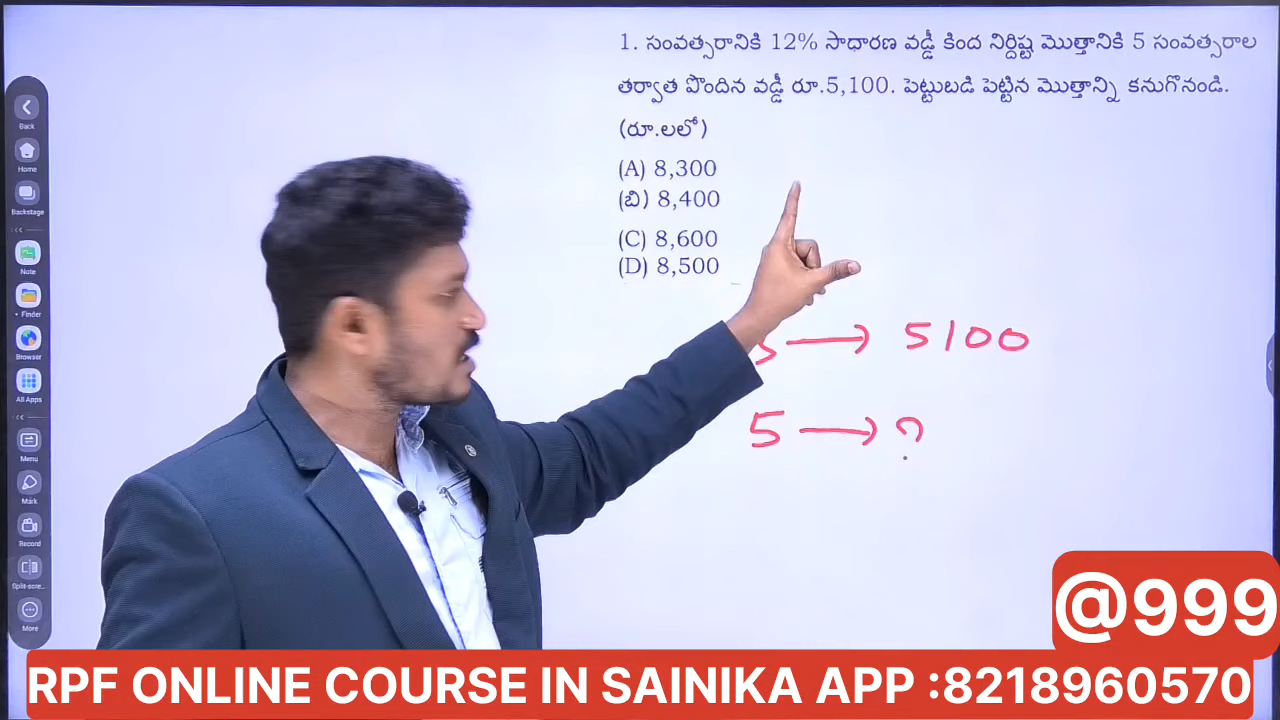 1. సంవత్సరానికి 12% సాధారణ వడ్డీ కింద నిర్దిష్ట మొత్తానికి 5 సంవత్సరాల
తర్వాత పొందిన వడ్డీ రూ.5,100. పెట్టుబడి పెట్టిన మొత్తాన్ని కనుగొనండి.
(రూ.లలో)
(A) 8,300
(బి) 8,400
(C) 8,600
(D) 8,500
→ 5100
5 → ?
Back
Home
Backstage
Note
Finder
Browser
All Apps
Menu
Mark
Record
Split-scre...
More
@999
RPF ONLINE COURSE IN SAINIKA APP :8218960570